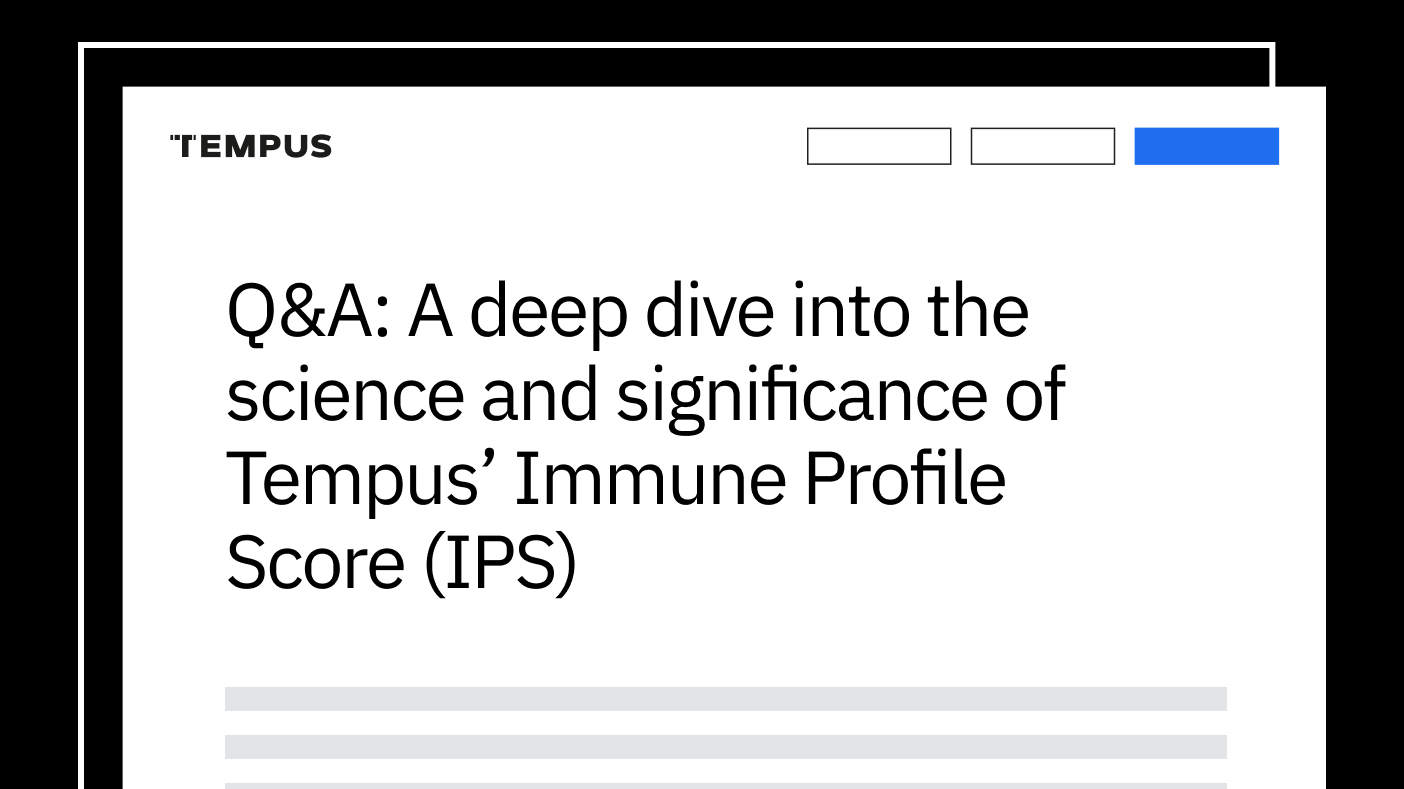 TEMPUS
Q&A: A deep dive into the
science and significance of
Tempus’ Immune Profile
Score (IPS)